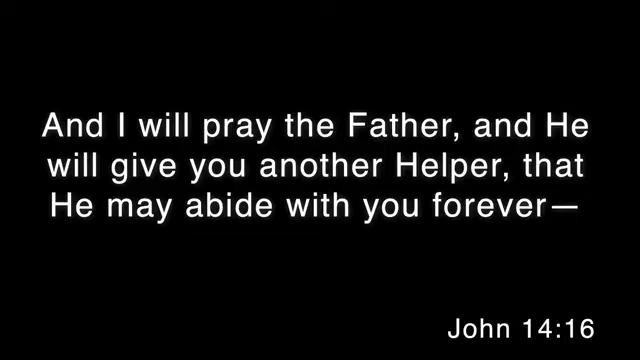 And I will pray the Father, and He
will give you another Helper, that
He may abide with you forever—
John 14:16